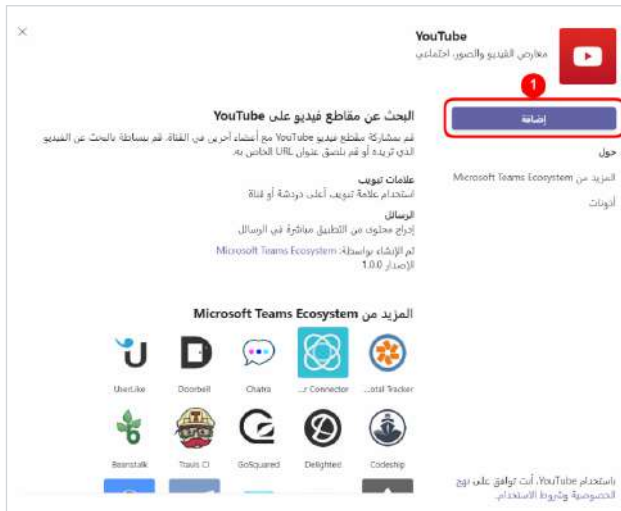 YouTube
معارض الفيديو والصور، اجتماعي
1
إضافة
حول
المزيد من Microsoft Teams Ecosystem
أذونات
البحث عن مقاطع فيديو على YouTube
قم بمشاركة مقطع فيديو YouTube مع أعضاء آخرين في القناة. قم ببساطة بالبحث عن الفيديو
الذي تريده أو قم بلصق عنوان URL الخاص به.
علامات تبويب
استخدام علامة تبويب أعلى دردشة أو قناة
الرسائل
إدراج محتوى من التطبيق مباشرة في الرسائل
تم الإنشاء بواسطة: Microsoft Teams Ecosystem
الإصدار 1.0.0
المزيد من Microsoft Teams Ecosystem
...otal Tracker
...r Connector
Chatra
Doorbell
UserLike
Codeship
Delighted
GoSquared
Travis CI
Beanstalk
باستخدام YouTube، أنت توافق على نهج
الخصوصية وشروط الاستخدام.